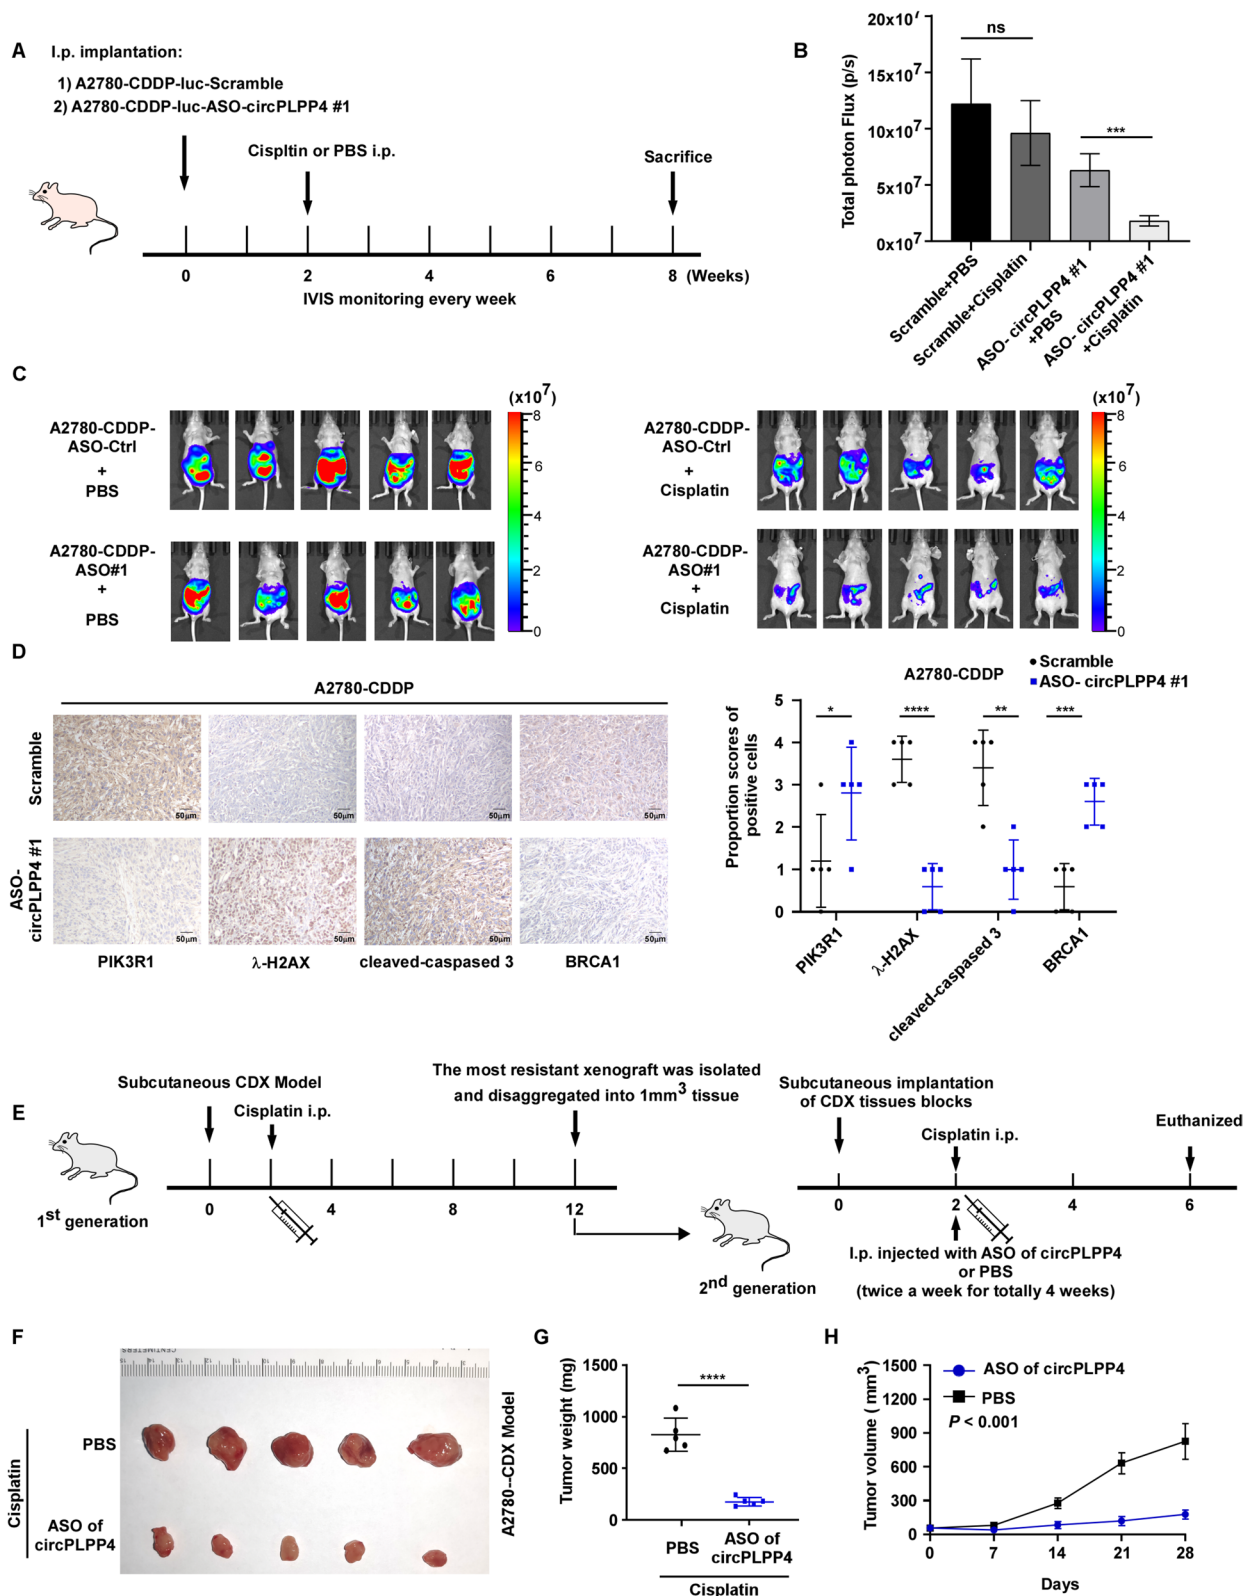 A
I.p. implantation:
1) A2780-CDDP-luc-Scramble
2) A2780-CDDP-luc-ASO-circPLPP4 #1
Cispltin or PBS i.p.
Sacrifice
0
2
4
6
8
(Weeks)
IVIS monitoring every week
B
Total photon Flux (p/s)
20x10⁷
15x10⁷
10x10⁷
5x10⁷
0x10⁷
ns
***
Scramble+PBS
Scramble+Cisplatin
ASO- circPLPP4 #1
+PBS
ASO- circPLPP4 #1
+Cisplatin
C
A2780-CDDP-
ASO-Ctrl
+
PBS
(x10⁷)
8
6
4
2
0
A2780-CDDP-
ASO#1
+
PBS
A2780-CDDP-
ASO-Ctrl
+
Cisplatin
(x10⁷)
8
6
4
2
0
A2780-CDDP-
ASO#1
+
Cisplatin
D
A2780-CDDP
Scramble
50μm
50μm
50μm
50μm
ASO-
circPLPP4 #1
50μm
50μm
50μm
50μm
PIK3R1
λ-H2AX
cleaved-caspased 3
BRCA1
A2780-CDDP
Scramble
ASO- circPLPP4 #1
Proportion scores of
positive cells
5
4
3
2
1
0
*
****
**
***
PIK3R1
λ-H2AX
cleaved-caspased 3
BRCA1
E
Subcutaneous CDX Model
Cisplatin i.p.
The most resistant xenograft was isolated
and disaggregated into 1mm³ tissue
1st generation
0
4
8
12
2nd generation
Subcutaneous implantation
of CDX tissues blocks
Cisplatin i.p.
Euthanized
0
2
4
6
I.p. injected with ASO of circPLPP4
or PBS
(twice a week for totally 4 weeks)
F
Cisplatin
PBS
ASO of
circPLPP4
A2780--CDX Model
G
Tumor weight (mg)
1500
1000
500
0
****
PBS
ASO of
circPLPP4
Cisplatin
H
Tumor volume ( mm³)
1500
1200
900
600
300
0
ASO of circPLPP4
PBS
P < 0.001
0
7
14
21
28
Days